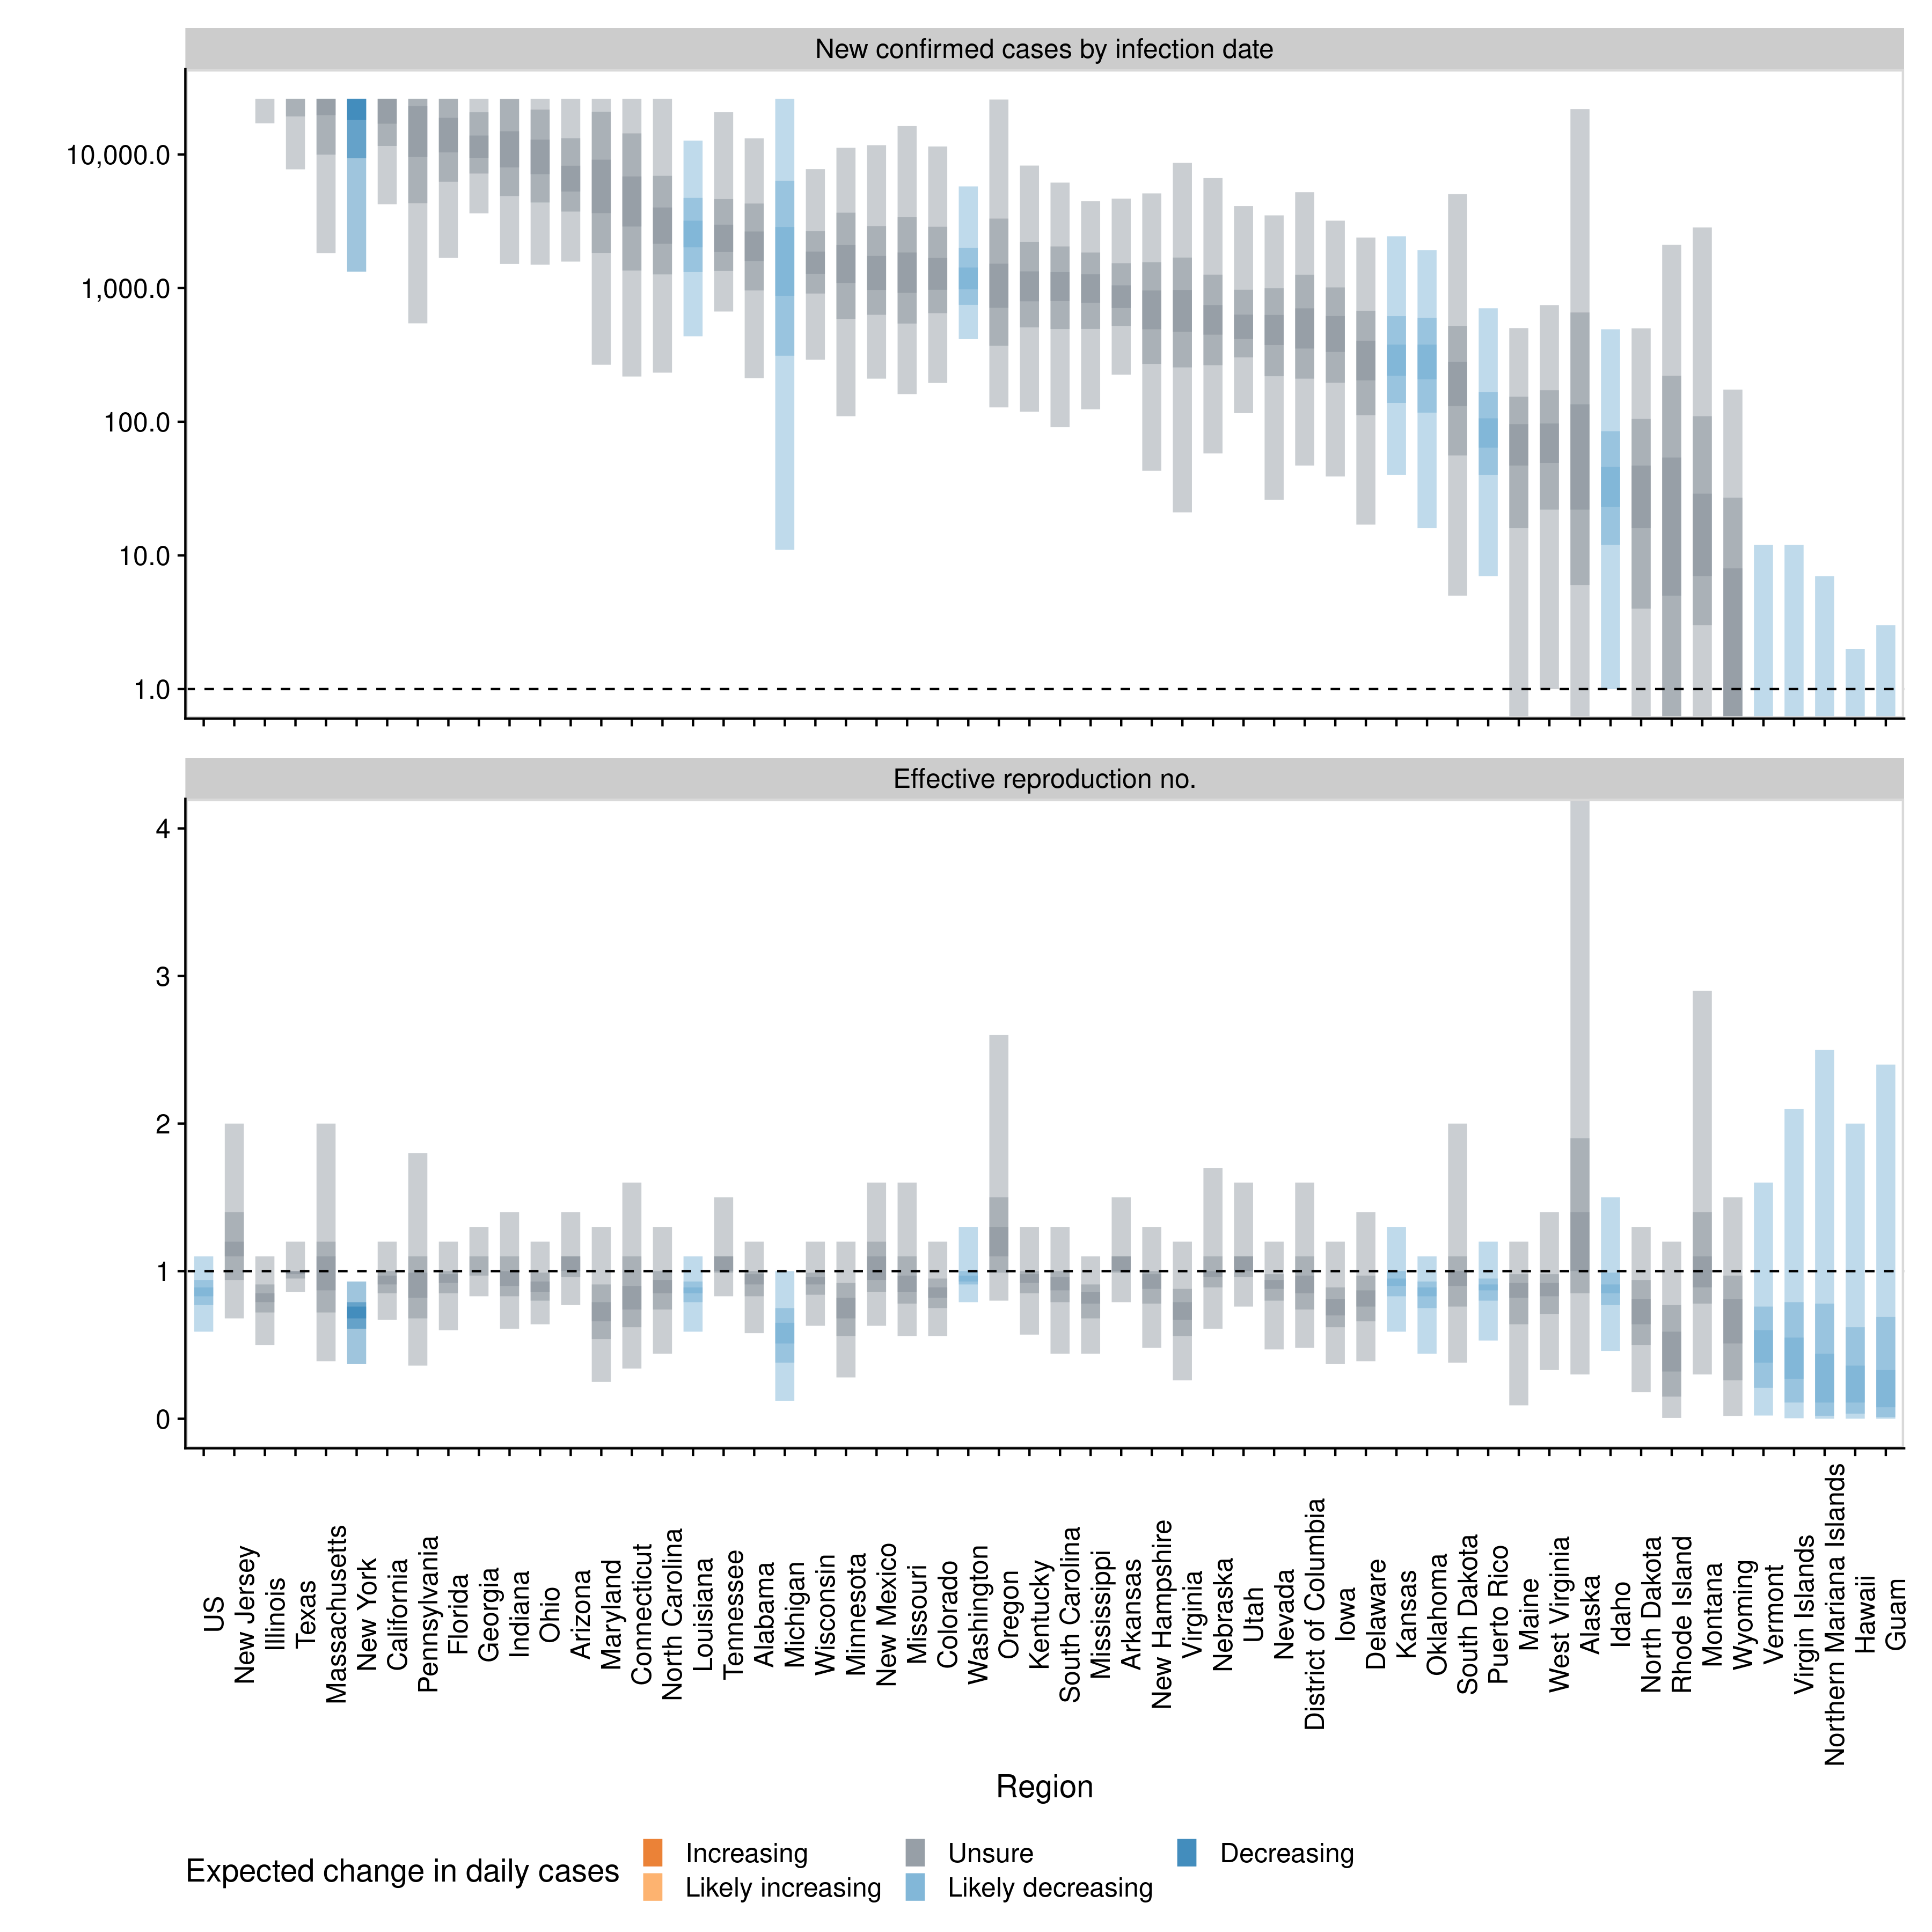 New confirmed cases by infection date
10,000.0
1,000.0
100.0
10.0
1.0
Effective reproduction no.
4
3
2
1
0
US
New Jersey
Illinois
Texas
Massachusetts
New York
California
Pennsylvania
Florida
Georgia
Indiana
Ohio
Arizona
Maryland
Connecticut
North Carolina
Louisiana
Tennessee
Alabama
Michigan
Wisconsin
Minnesota
New Mexico
Missouri
Colorado
Washington
Oregon
Kentucky
South Carolina
Mississippi
Arkansas
New Hampshire
Virginia
Nebraska
Utah
Nevada
District of Columbia
Iowa
Delaware
Kansas
Oklahoma
South Dakota
Puerto Rico
Maine
West Virginia
Alaska
Idaho
North Dakota
Rhode Island
Montana
Wyoming
Vermont
Virgin Islands
Northern Mariana Islands
Hawaii
Guam
Region
Expected change in daily cases
Increasing
Likely increasing
Unsure
Likely decreasing
Decreasing